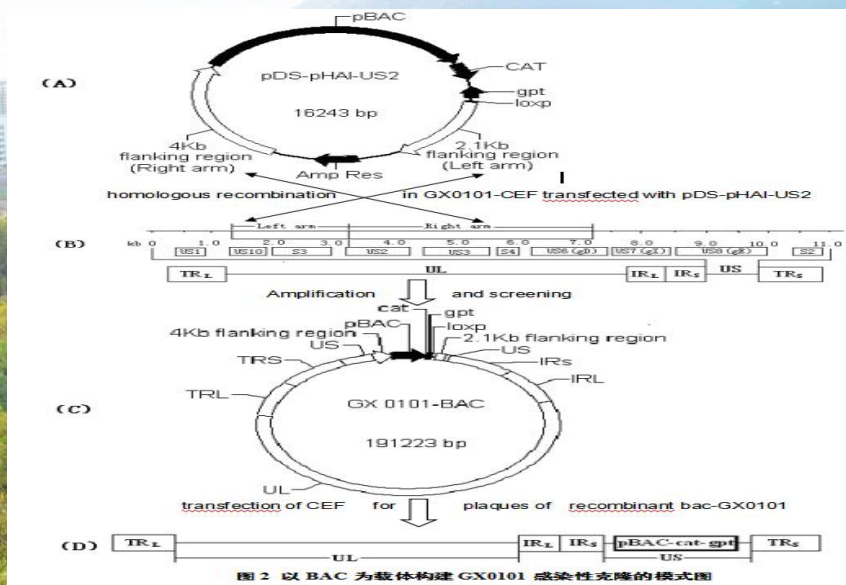 pBAC
(A)
CAT
pDS-pHAI-US2
gpt
loxp
16243 bp
4Kb
flanking region
(Right arm)
2.1Kb
flanking region
(Left arm)
Amp Res
homologous recombination in GX0101-CEF transfected with pDS-pHAI-US2
Left arm Right arm
(B)
kb 0 1.0 2.0 3.0 4.0 5.0 6.0 7.0 8.0 9.0 10.0 11.0
US1 US10 S3 US2 US3 S4 US6(gD) US7(gI) US8(gE) S2
TRL UL IRL IRS US TRS
Amplification and screening
cat
gpt
pBAC
loxp
4Kb flanking region
2.1Kb flanking region
US
US
TRS
IRs
TRL
IRL
(C)
GX 0101-BAC
191223 bp
UL
transfection of CEF for plaques of recombinant bac-GX0101
(D) TRL IRL IRS pBAC-cat-gpt TRS
UL US
图 2 以 BAC 为载体构建 GX0101 感染性克隆的模式图